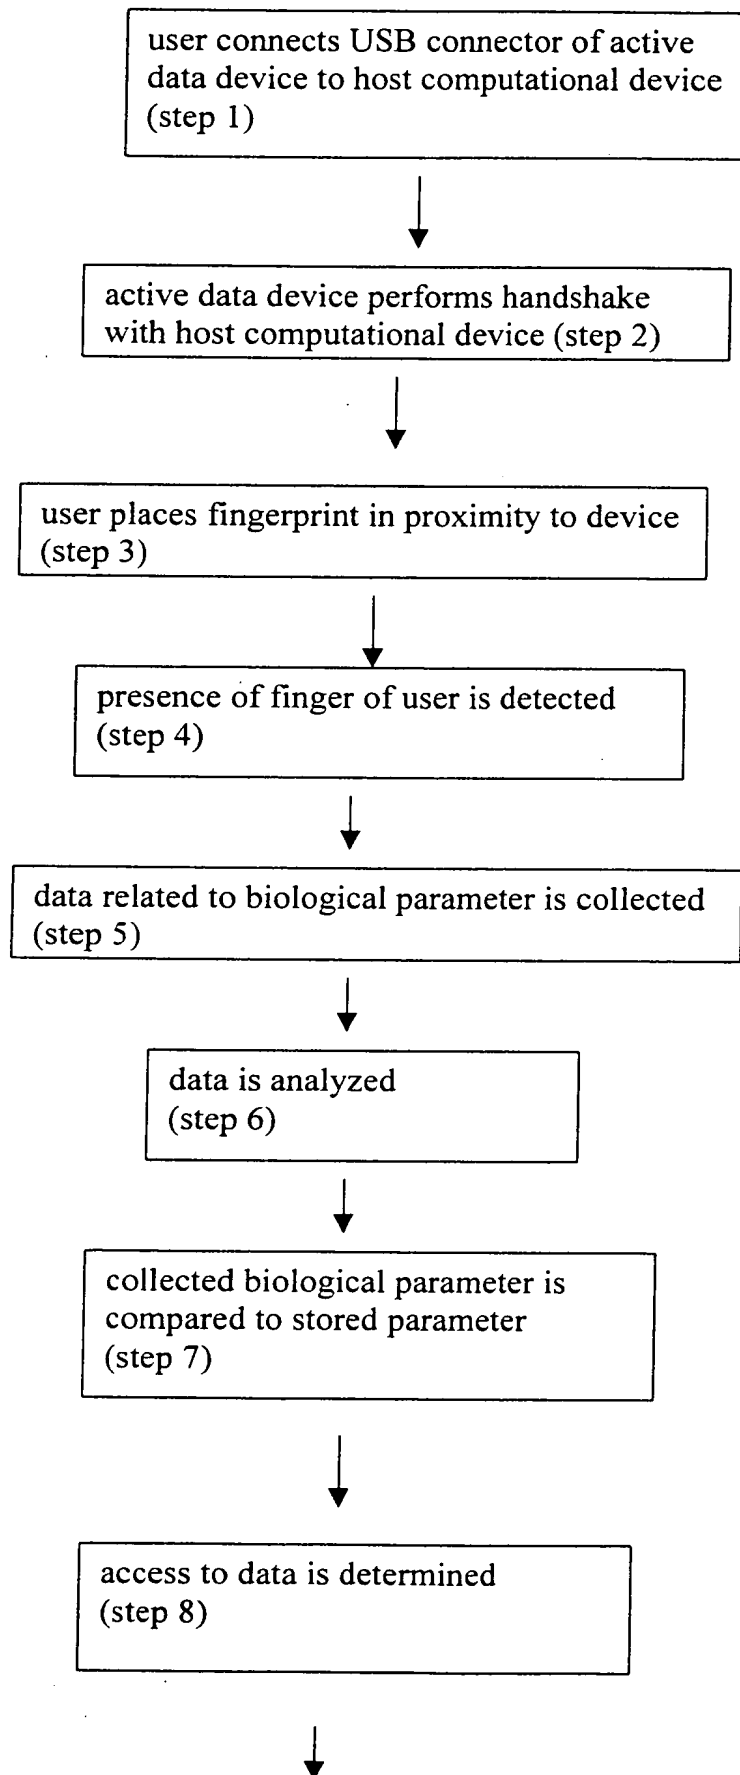 user connects USB connector of active
data device to host computational device
(step 1)
active data device performs handshake
with host computational device (step 2)
user places fingerprint in proximity to device
(step 3)
presence of finger of user is detected
(step 4)
data related to biological parameter is collected
(step 5)
data is analyzed
(step 6)
collected biological parameter is
compared to stored parameter
(step 7)
access to data is determined
(step 8)